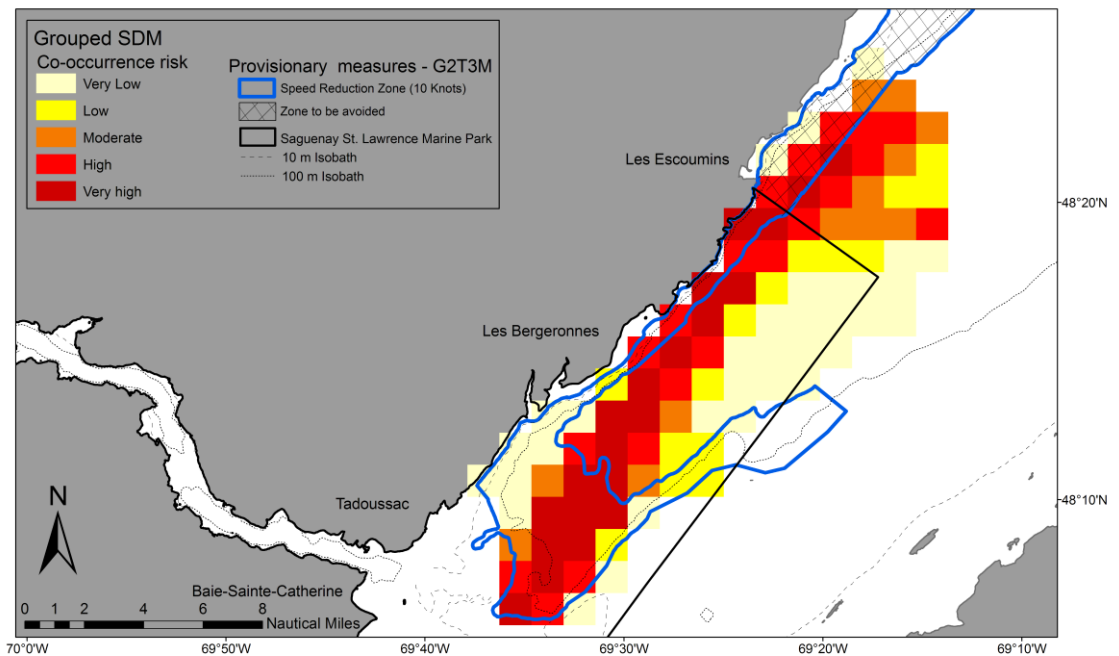 Grouped SDM
Co-occurrence risk
Very Low
Low
Moderate
High
Very high
Provisionary measures - G2T3M
Speed Reduction Zone (10 Knots)
Zone to be avoided
Saguenay St. Lawrence Marine Park
10 m Isobath
100 m Isobath
Les Escoumins
48°20'N
Les Bergeronnes
48°10'N
Tadoussac
N
Baie-Sainte-Catherine
0 1 2 4 6 8
Nautical Miles
70°0'W 69°50'W 69°40'W 69°30'W 69°20'W 69°10'W